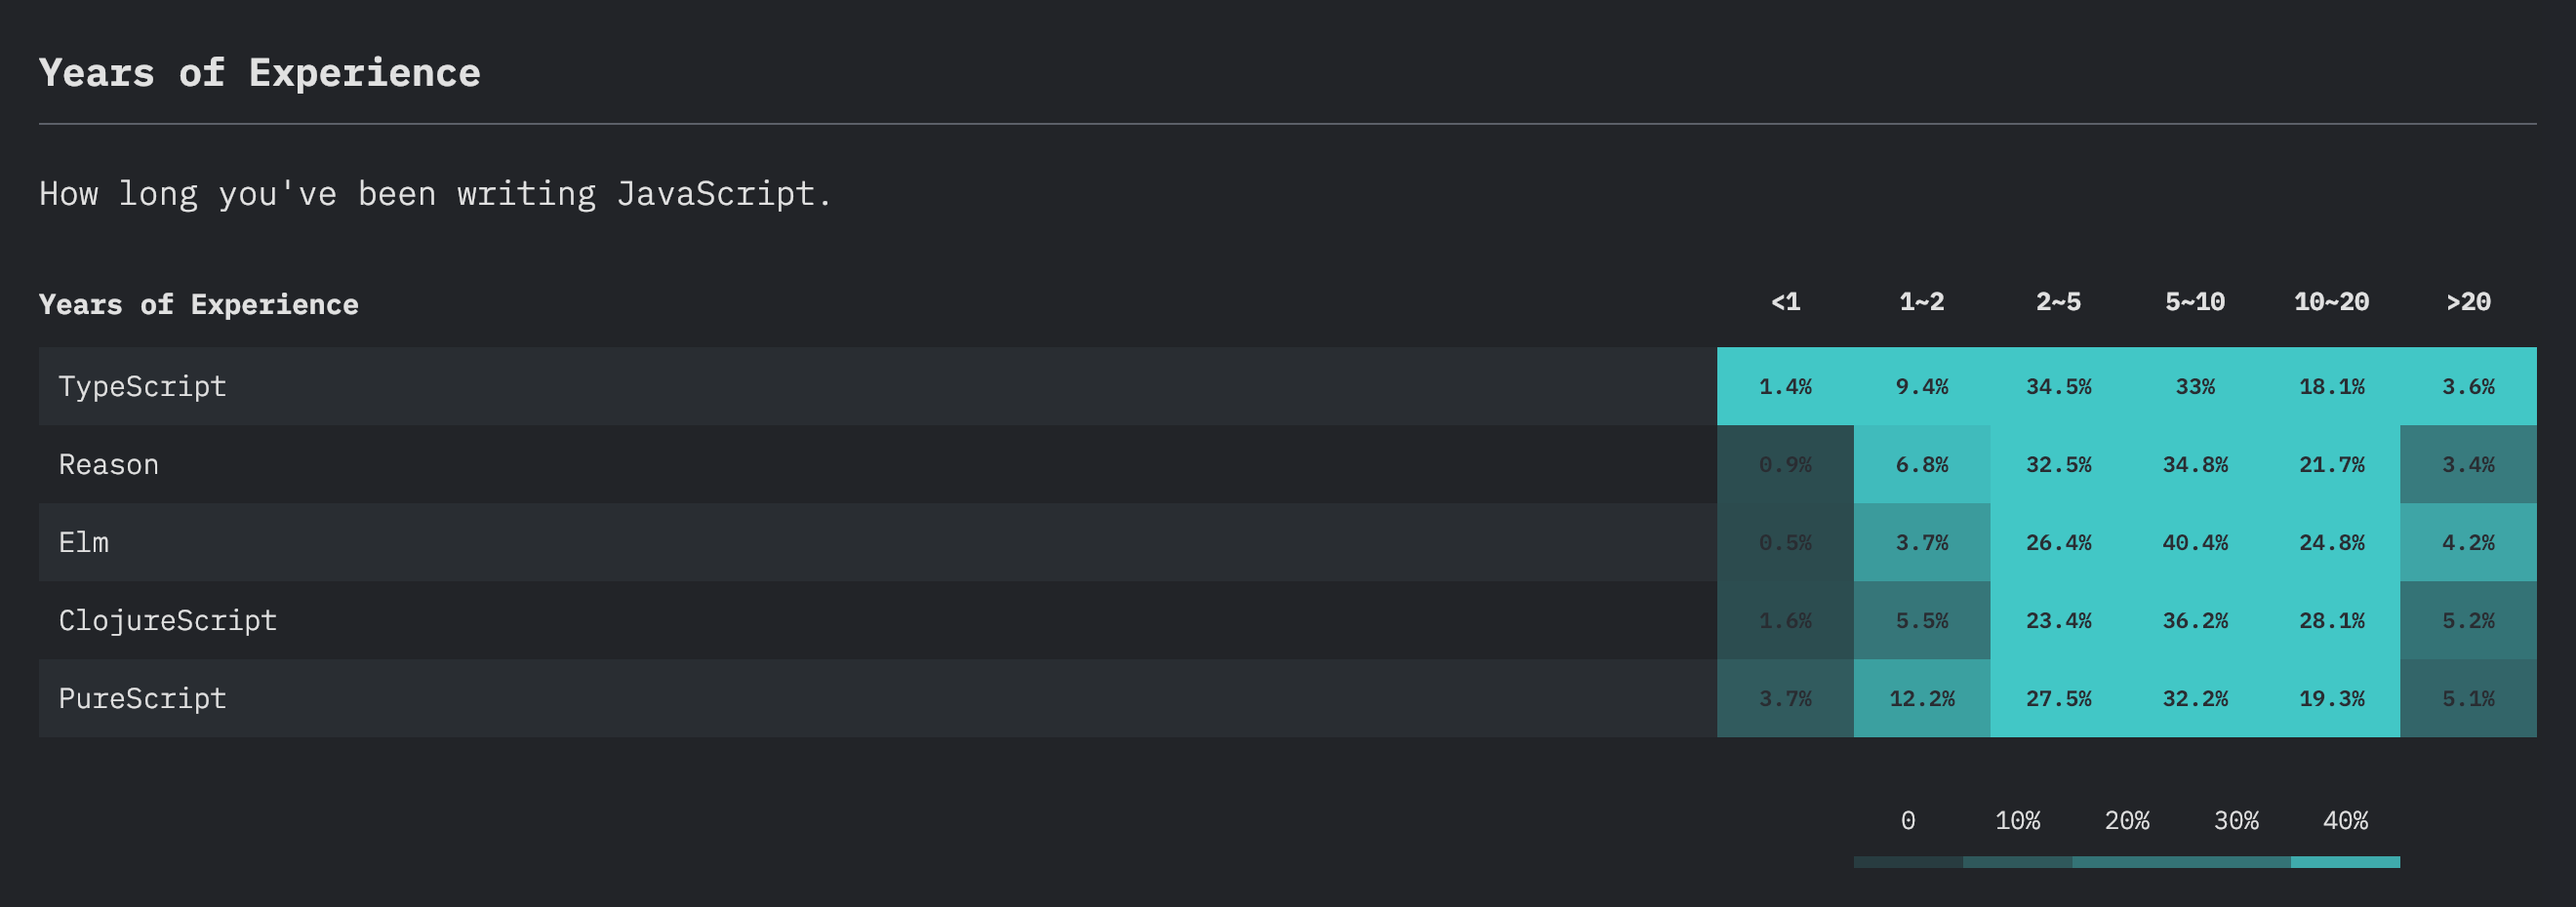 Years of Experience
How long you've been writing JavaScript.
Years of Experience <1 1~2 2~5 5~10 10~20 >20
TypeScript 1.4% 9.4% 34.5% 33% 18.1% 3.6%
Reason 0.9% 6.8% 32.5% 34.8% 21.7% 3.4%
Elm 0.5% 3.7% 26.4% 40.4% 24.8% 4.2%
ClojureScript 1.6% 5.5% 23.4% 36.2% 28.1% 5.2%
PureScript 3.7% 12.2% 27.5% 32.2% 19.3% 5.1%
0 10% 20% 30% 40%